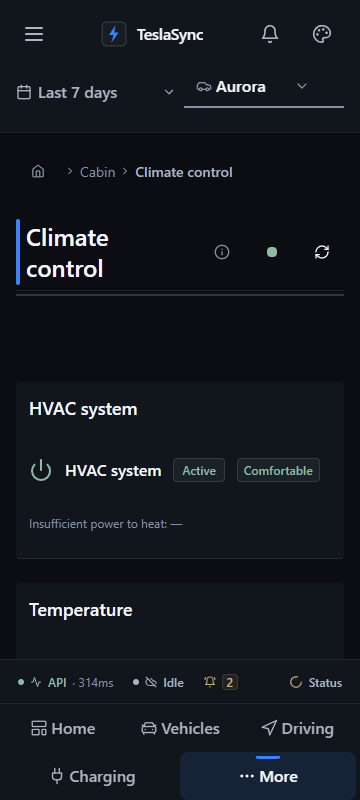 TeslaSync
Last 7 days
Aurora
Cabin
Climate control
Climate
control
HVAC system
HVAC system Active Comfortable
Insufficient power to heat: —
Temperature
API · 314ms Idle 2 Status
Home Vehicles Driving
Charging More